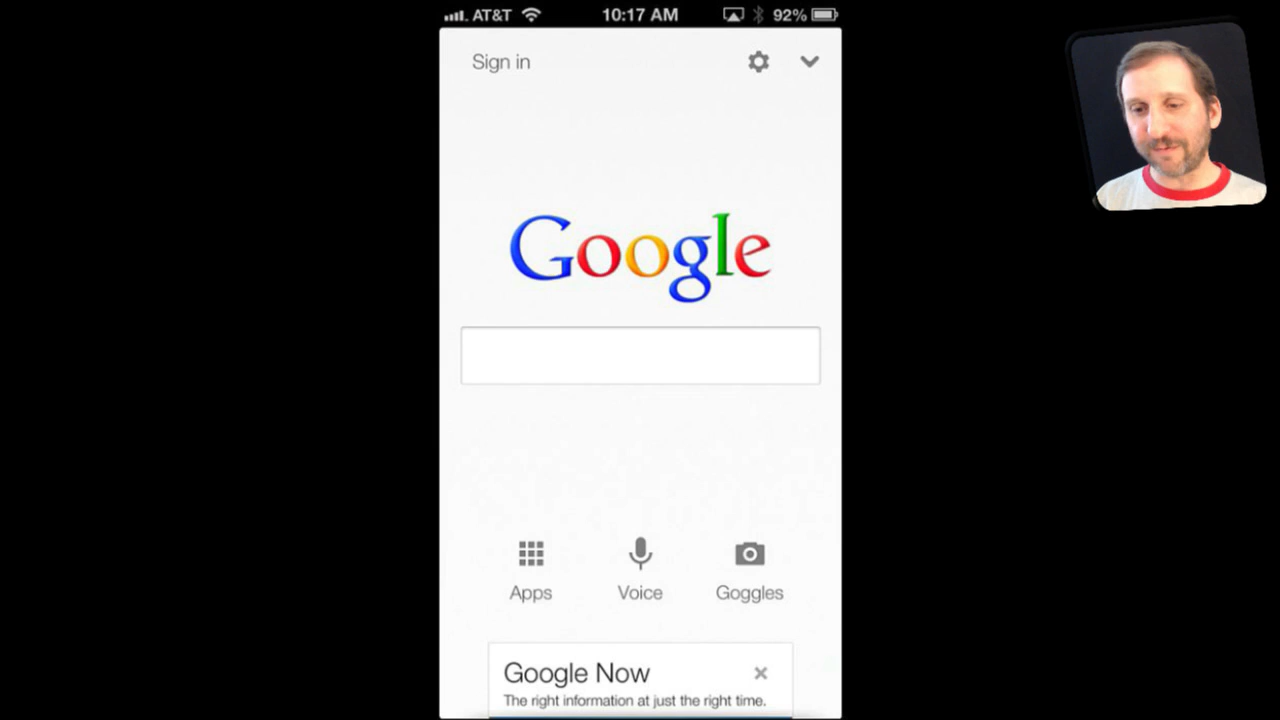 AT&T 10:17 AM 92%
Sign in
Google
Apps Voice Goggles
Google Now
The right information at just the right time.